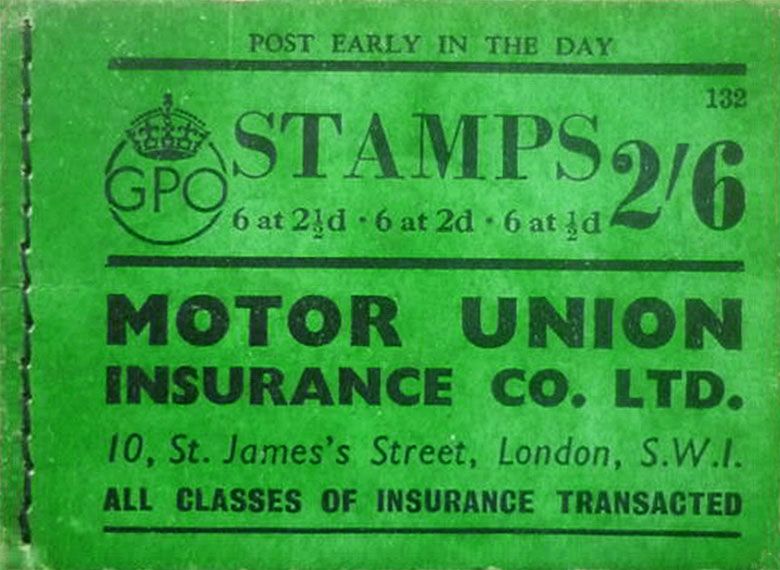 POST EARLY IN THE DAY
132
GPO
STAMPS 2/6
6 at 2½d · 6 at 2d · 6 at ½d
MOTOR UNION
INSURANCE CO. LTD.
10, St. James's Street, London, S.W.1.
ALL CLASSES OF INSURANCE TRANSACTED